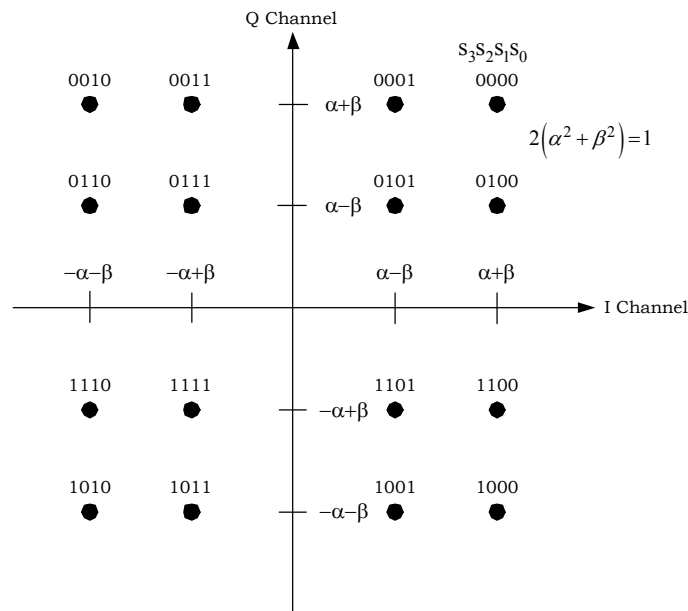 Q Channel
S₃S₂S₁S₀
0010 0011 0001 0000
α+β
2(α² + β²)=1
0110 0111 0101 0100
α−β
−α−β −α+β α−β α+β
I Channel
1110 1111 1101 1100
−α+β
1010 1011 1001 1000
−α−β